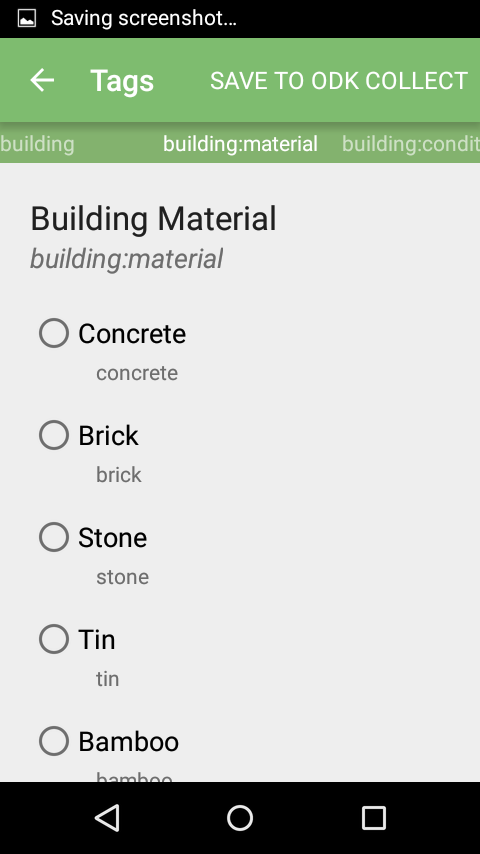 Saving screenshot...
Tags SAVE TO ODK COLLECT
building building:material building:condit
Building Material
building:material
Concrete
concrete
Brick
brick
Stone
stone
Tin
tin
Bamboo
bamboo